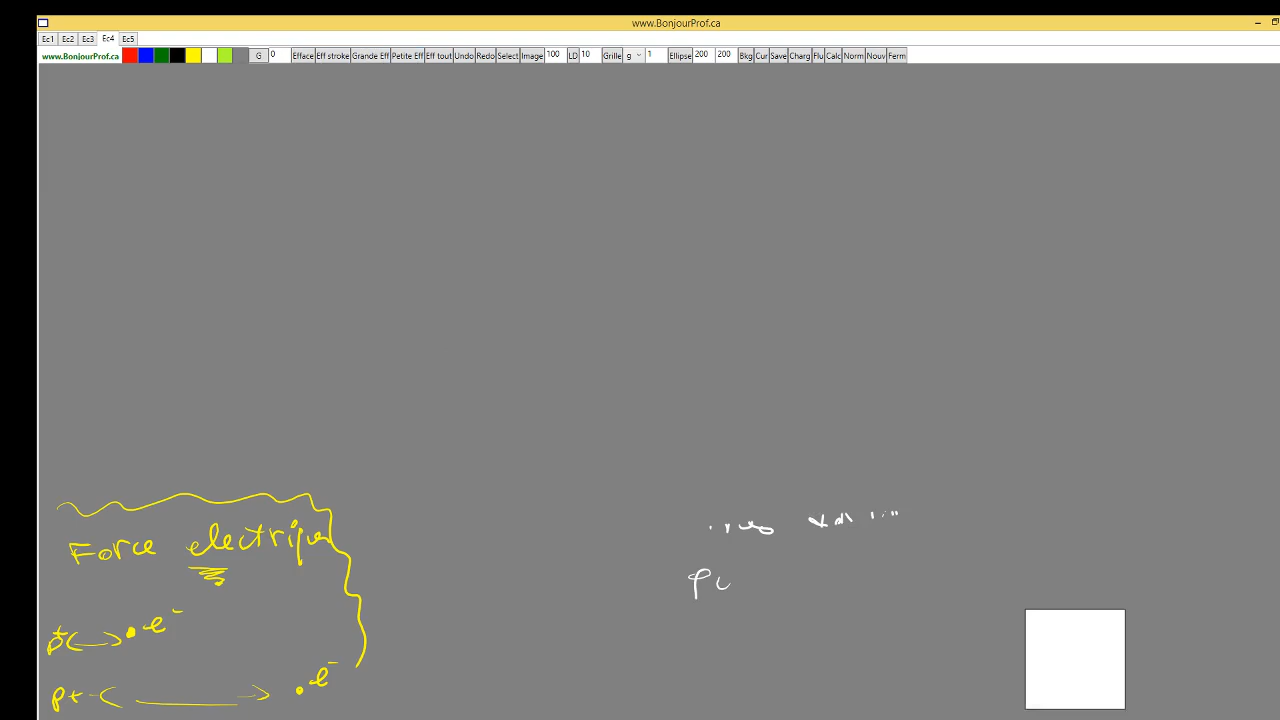 www.BonjourProf.ca
Ec1 Ec2 Ec3 Ec4 Ec5
www.BonjourProf.ca G 0 Efface Eff stroke Grande Eff Petite Eff Eff tout Undo Redo Select Image 100 LD 10 Grille g 1 Ellipse 200 200 Bkg Cur Save Charg Flu Calc Norm Nouv Ferm
Force electrique
p+ e-
p+ e-